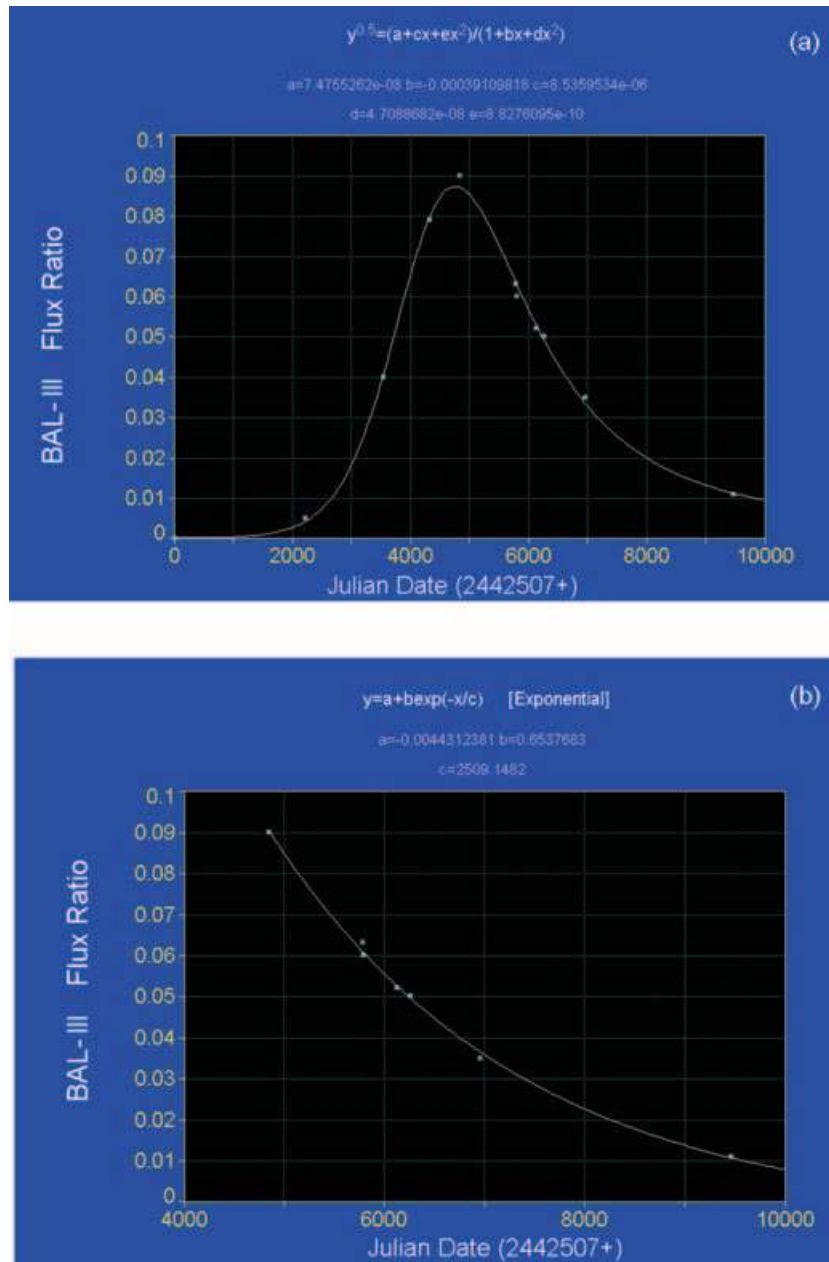 y^0.5=(a+cx+ex^2)/(1+bx+dx^2)
(a)
a=7.4755262e-08 b=-0.00039109818 c=8.5359534e-06
d=4.7088682e-08 e=8.8276095e-10
BAL-III Flux Ratio
0.1
0.09
0.08
0.07
0.06
0.05
0.04
0.03
0.02
0.01
0
0 2000 4000 6000 8000 10000
Julian Date (2442507+)
y=a+bexp(-x/c) [Exponential]
(b)
a=-0.0044312381 b=0.6537683
c=2509.1482
BAL-III Flux Ratio
0.1
0.09
0.08
0.07
0.06
0.05
0.04
0.03
0.02
0.01
0
4000 6000 8000 10000
Julian Date (2442507+)